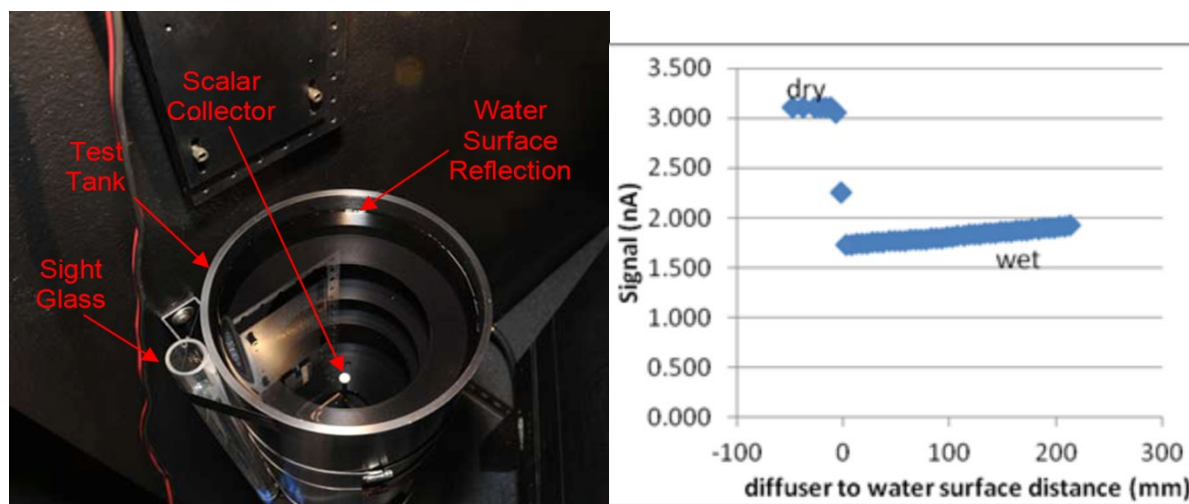 Scalar
Collector
Water
Surface
Reflection
Test
Tank
Sight
Glass
3.500
3.000
2.500
2.000
1.500
1.000
0.500
0.000
Signal (nA)
dry
wet
-100
0
100
200
300
diffuser to water surface distance (mm)